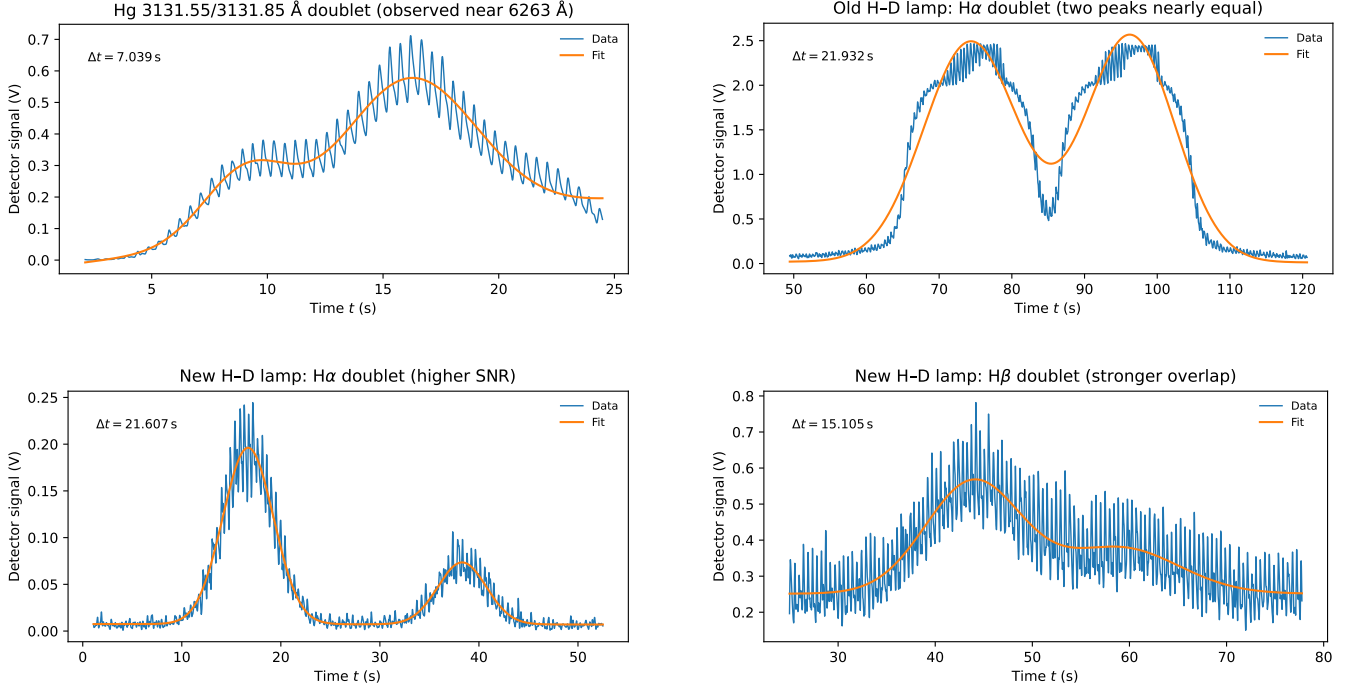 Hg 3131.55/3131.85 Å doublet (observed near 6263 Å)
Δt = 7.039 s
Data
Fit
Detector signal (V)
0.7
0.6
0.5
0.4
0.3
0.2
0.1
0.0
5
10
15
20
25
Time t (s)
Old H–D lamp: Hα doublet (two peaks nearly equal)
Δt = 21.932 s
Data
Fit
Detector signal (V)
2.5
2.0
1.5
1.0
0.5
0.0
50
60
70
80
90
100
110
120
Time t (s)
New H–D lamp: Hα doublet (higher SNR)
Δt = 21.607 s
Data
Fit
Detector signal (V)
0.25
0.20
0.15
0.10
0.05
0.00
0
10
20
30
40
50
Time t (s)
New H–D lamp: Hβ doublet (stronger overlap)
Δt = 15.105 s
Data
Fit
Detector signal (V)
0.8
0.7
0.6
0.5
0.4
0.3
0.2
30
40
50
60
70
80
Time t (s)